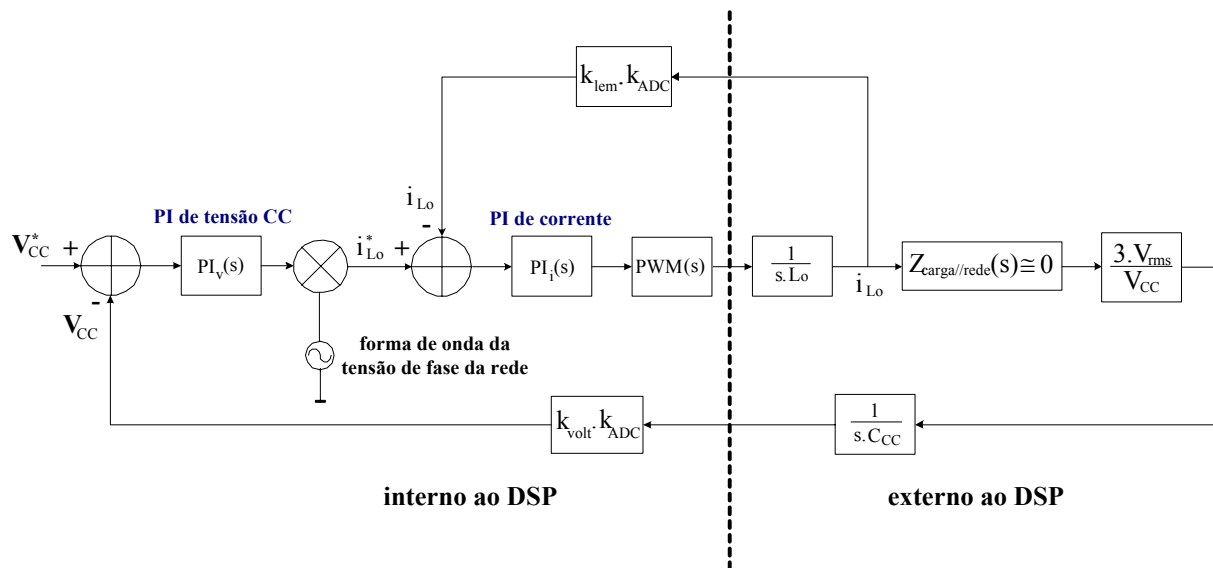 k_lem.k_ADC
i_Lo
-
PI de tensão CC
PI de corrente
V*_CC
+
PI_v(s)
i*_Lo
+
PI_i(s)
PWM(s)
1
s.Lo
i_Lo
Z_carga//rede(s)≅0
3.V_rms
V_CC
-
V_CC
forma de onda da
tensão de fase da rede
k_volt.k_ADC
1
s.C_CC
interno ao DSP
externo ao DSP